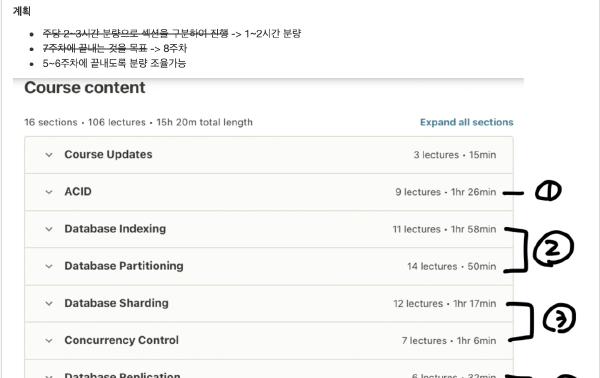 계획
주당 2~3시간 분량으로 섹션을 구분하여 진행 -> 1~2시간 분량
7주차에 끝내는 것을 목표 -> 8주차
5~6주차에 끝내도록 분량 조율가능
Course content
16 sections • 106 lectures • 15h 20m total length Expand all sections
Course Updates 3 lectures • 15min
ACID 9 lectures • 1hr 26min 1
Database Indexing 11 lectures • 1hr 58min
2
Database Partitioning 14 lectures • 50min
Database Sharding 12 lectures • 1hr 17min
3
Concurrency Control 7 lectures • 1hr 6min
Database Replication 6 lectures • 32min